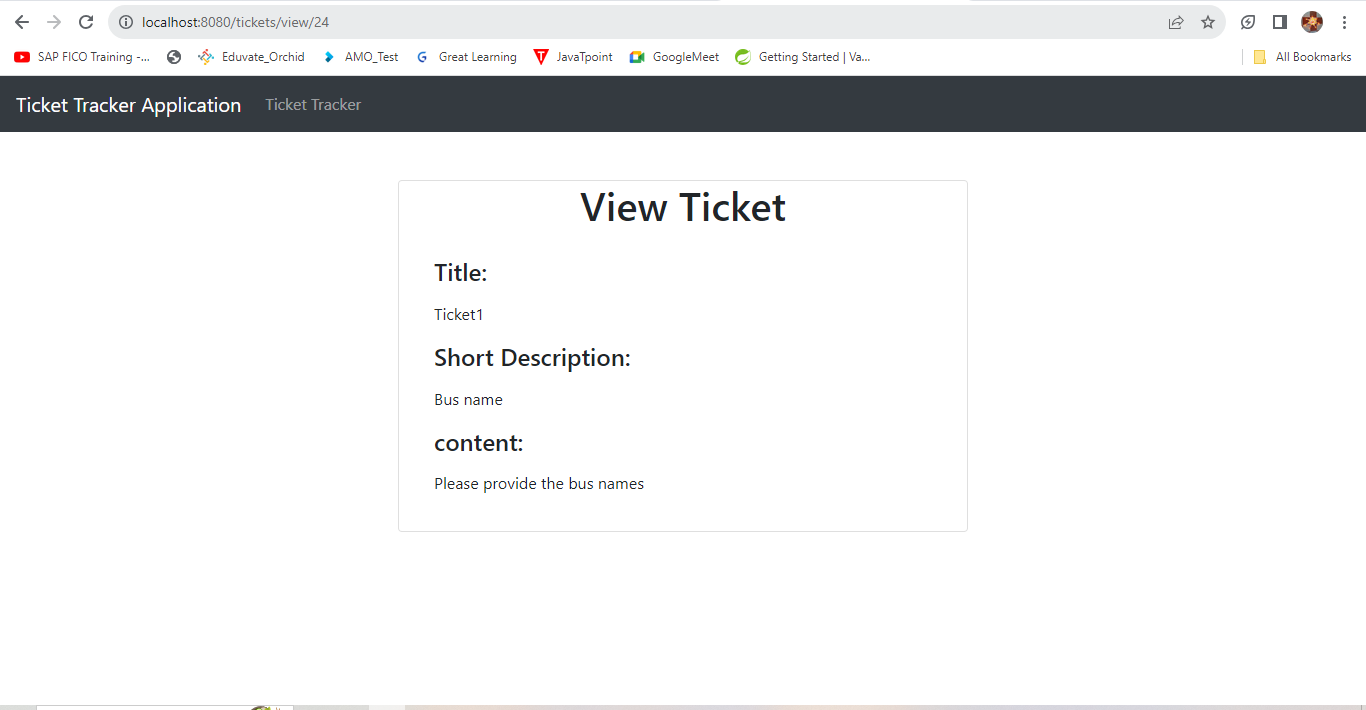 localhost:8080/tickets/view/24
SAP FICO Training -... Eduvate_Orchid AMO_Test G Great Learning T JavaTpoint GoogleMeet Getting Started | Va... All Bookmarks
Ticket Tracker Application Ticket Tracker
View Ticket
Title:
Ticket1
Short Description:
Bus name
content:
Please provide the bus names